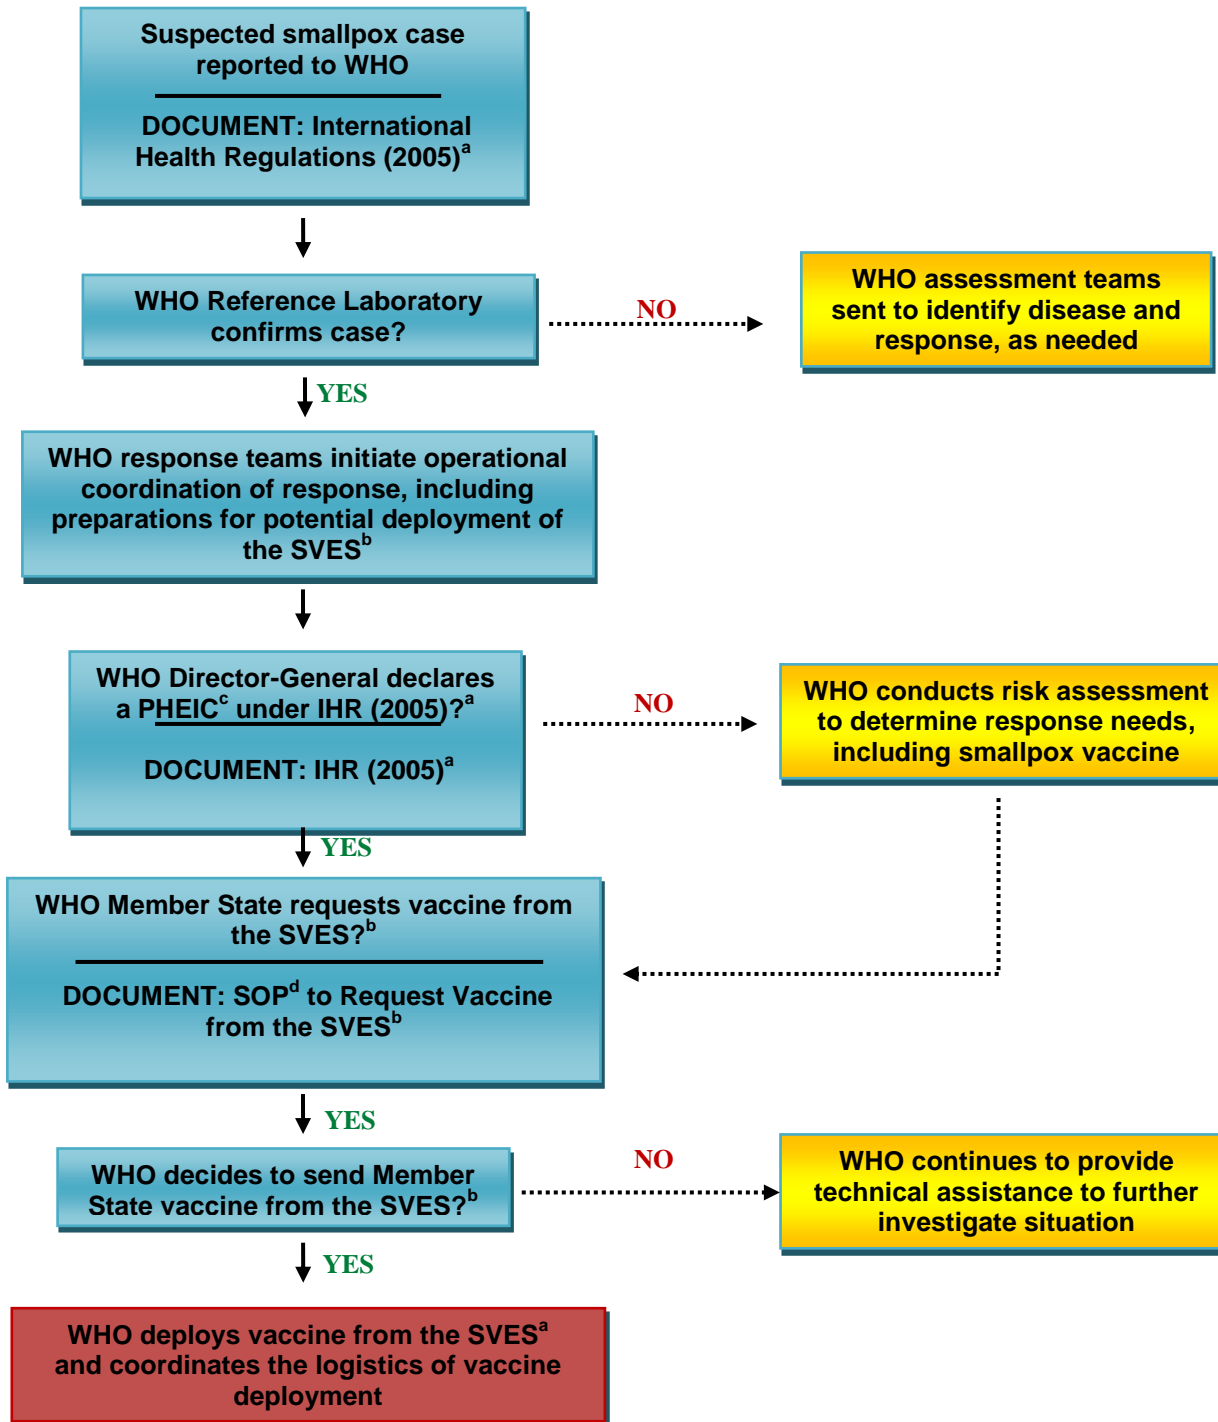 Suspected smallpox case
reported to WHO
DOCUMENT: International
Health Regulations (2005)ᵃ
WHO Reference Laboratory
confirms case?
NO
WHO assessment teams
sent to identify disease and
response, as needed
YES
WHO response teams initiate operational
coordination of response, including
preparations for potential deployment of
the SVESᵇ
WHO Director-General declares
a PHEICᶜ under IHR (2005)?ᵃ
DOCUMENT: IHR (2005)ᵃ
NO
WHO conducts risk assessment
to determine response needs,
including smallpox vaccine
YES
WHO Member State requests vaccine from
the SVES?ᵇ
DOCUMENT: SOPᵈ to Request Vaccine
from the SVESᵇ
YES
WHO decides to send Member
State vaccine from the SVES?ᵇ
NO
WHO continues to provide
technical assistance to further
investigate situation
YES
WHO deploys vaccine from the SVESᵃ
and coordinates the logistics of vaccine
deployment